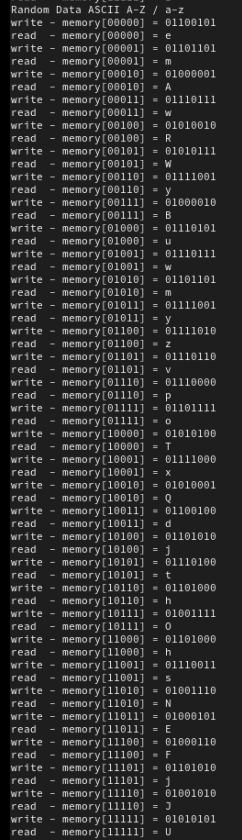 Random Data ASCII A-Z / a-z
write - memory[00000] = 01100101
read  - memory[00000] = e
write - memory[00001] = 01101101
read  - memory[00001] = m
write - memory[00010] = 01000001
read  - memory[00010] = A
write - memory[00011] = 01110111
read  - memory[00011] = w
write - memory[00100] = 01010010
read  - memory[00100] = R
write - memory[00101] = 01010111
read  - memory[00101] = W
write - memory[00110] = 01111001
read  - memory[00110] = y
write - memory[00111] = 01000010
read  - memory[00111] = B
write - memory[01000] = 01110101
read  - memory[01000] = u
write - memory[01001] = 01110111
read  - memory[01001] = w
write - memory[01010] = 01101101
read  - memory[01010] = m
write - memory[01011] = 01111001
read  - memory[01011] = y
write - memory[01100] = 01111010
read  - memory[01100] = z
write - memory[01101] = 01110110
read  - memory[01101] = v
write - memory[01110] = 01110000
read  - memory[01110] = p
write - memory[01111] = 01101111
read  - memory[01111] = o
write - memory[10000] = 01010100
read  - memory[10000] = T
write - memory[10001] = 01111000
read  - memory[10001] = x
write - memory[10010] = 01010001
read  - memory[10010] = Q
write - memory[10011] = 01100100
read  - memory[10011] = d
write - memory[10100] = 01101010
read  - memory[10100] = j
write - memory[10101] = 01110100
read  - memory[10101] = t
write - memory[10110] = 01101000
read  - memory[10110] = h
write - memory[10111] = 01001111
read  - memory[10111] = O
write - memory[11000] = 01101000
read  - memory[11000] = h
write - memory[11001] = 01110011
read  - memory[11001] = s
write - memory[11010] = 01001110
read  - memory[11010] = N
write - memory[11011] = 01000101
read  - memory[11011] = E
write - memory[11100] = 01000110
read  - memory[11100] = F
write - memory[11101] = 01101010
read  - memory[11101] = j
write - memory[11110] = 01001010
read  - memory[11110] = J
write - memory[11111] = 01010101
read  - memory[11111] = U